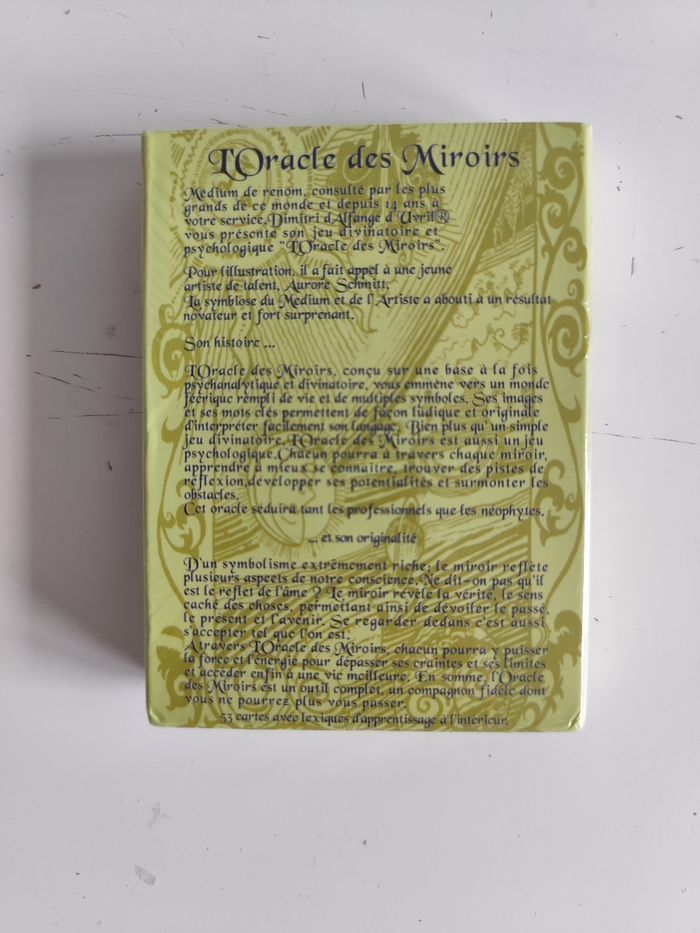 L'Oracle des Miroirs
Médium de renom, consulté par les plus
grands de ce monde et depuis 14 ans à
votre service,Dimitri d'Alfange d'Uvril®
vous présente son jeu divinatoire et
psychologique "L'Oracle des Miroirs".
Pour l'illustration, il a fait appel à une jeune
artiste de talent, Aurore Schmitt.
La symbiose du Médium et de l'Artiste a abouti à un résultat
novateur et fort surprenant.
Son histoire ...
L'Oracle des Miroirs, conçu sur une base à la fois
psychanalytique et divinatoire, vous emmène vers un monde
féerique rempli de vie et de multiples symboles. Ses images
et ses mots clés permettent de façon ludique et originale
d'interpréter facilement son langage. Bien plus qu'un simple
jeu divinatoire.L'Oracle des Miroirs est aussi un jeu
psychologique.Chacun pourra à travers chaque miroir,
apprendre à mieux se connaître, trouver des pistes de
réflexion,développer ses potentialités et surmonter les
obstacles.
Cet oracle séduira tant les professionnels que les néophytes.
... et son originalité
D'un symbolisme extrêmement riche; le miroir reflète
plusieurs aspects de notre conscience.Ne dit-on pas qu'il
est le reflet de l'âme ? Le miroir révèle la vérité, le sens
caché des choses, permettant ainsi de dévoiler le passé,
le présent et l'avenir. Se regarder dedans c'est aussi
s'accepter tel que l'on est.
Atravers L'Oracle des Miroirs, chacun pourra y puiser
la force et l'énergie pour dépasser ses craintes et ses limites
et accéder enfin à une vie meilleure. En somme, l'Oracle
des Miroirs est un outil complet, un compagnon fidèle dont
vous ne pourrez plus vous passer.
53 cartes avec lexiques d'apprentissage à l'intérieur.